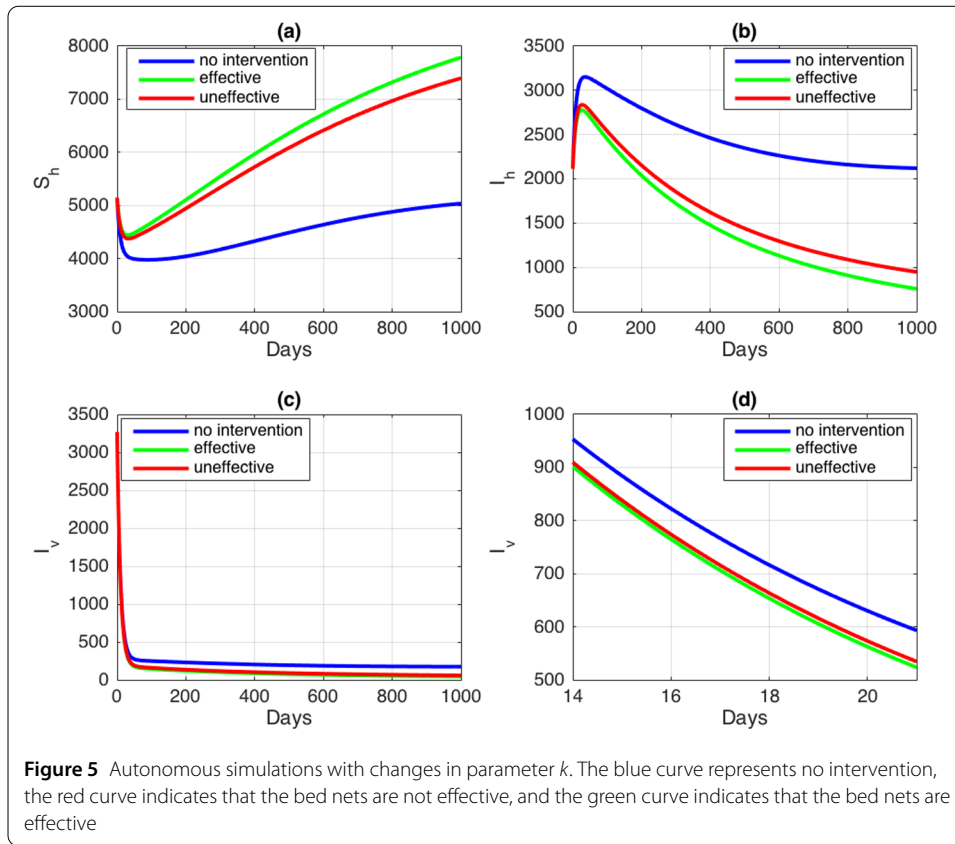 (a)
8000
7000
6000
5000
4000
3000
S_h
no intervention
effective
uneffective
0 200 400 600 800 1000
Days
(b)
3500
3000
2500
2000
1500
1000
500
I_h
no intervention
effective
uneffective
0 200 400 600 800 1000
Days
(c)
3500
3000
2500
2000
1500
1000
500
0
I_v
no intervention
effective
uneffective
0 200 400 600 800 1000
Days
(d)
1000
900
800
700
600
500
I_v
no intervention
effective
uneffective
14 16 18 20
Days
Figure 5 Autonomous simulations with changes in parameter k. The blue curve represents no intervention,
the red curve indicates that the bed nets are not effective, and the green curve indicates that the bed nets are
effective